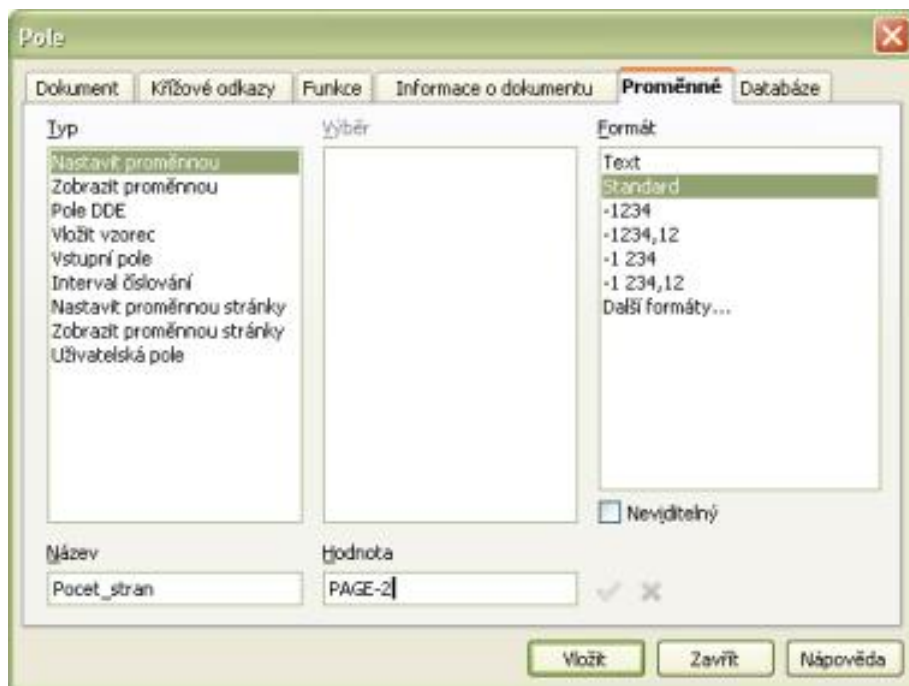 Pole
Dokument Křížové odkazy Funkce Informace o dokumentu Proměnné Databáze
Typ
Nastavit proměnnou
Zobrazit proměnnou
Pole DDE
Vložit vzorec
Vstupní pole
Interval číslování
Nastavit proměnnou stránky
Zobrazit proměnnou stránky
Uživatelská pole
Výběr
Formát
Text
Standard
-1234
-1234,12
-1 234
-1 234,12
Další formáty...
Neviditelný
Název
Pocet_stran
Hodnota
PAGE-2
Vložit Zavřít Nápověda